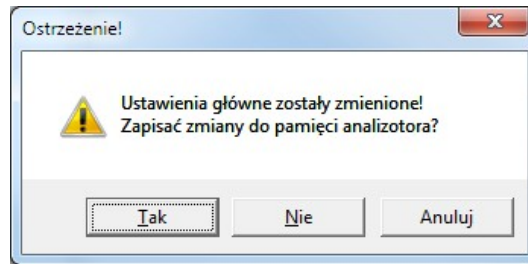 Ostrzeżenie!
Ustawienia główne zostały zmienione!
Zapisać zmiany do pamięci analizotora?
Tak
Nie
Anuluj